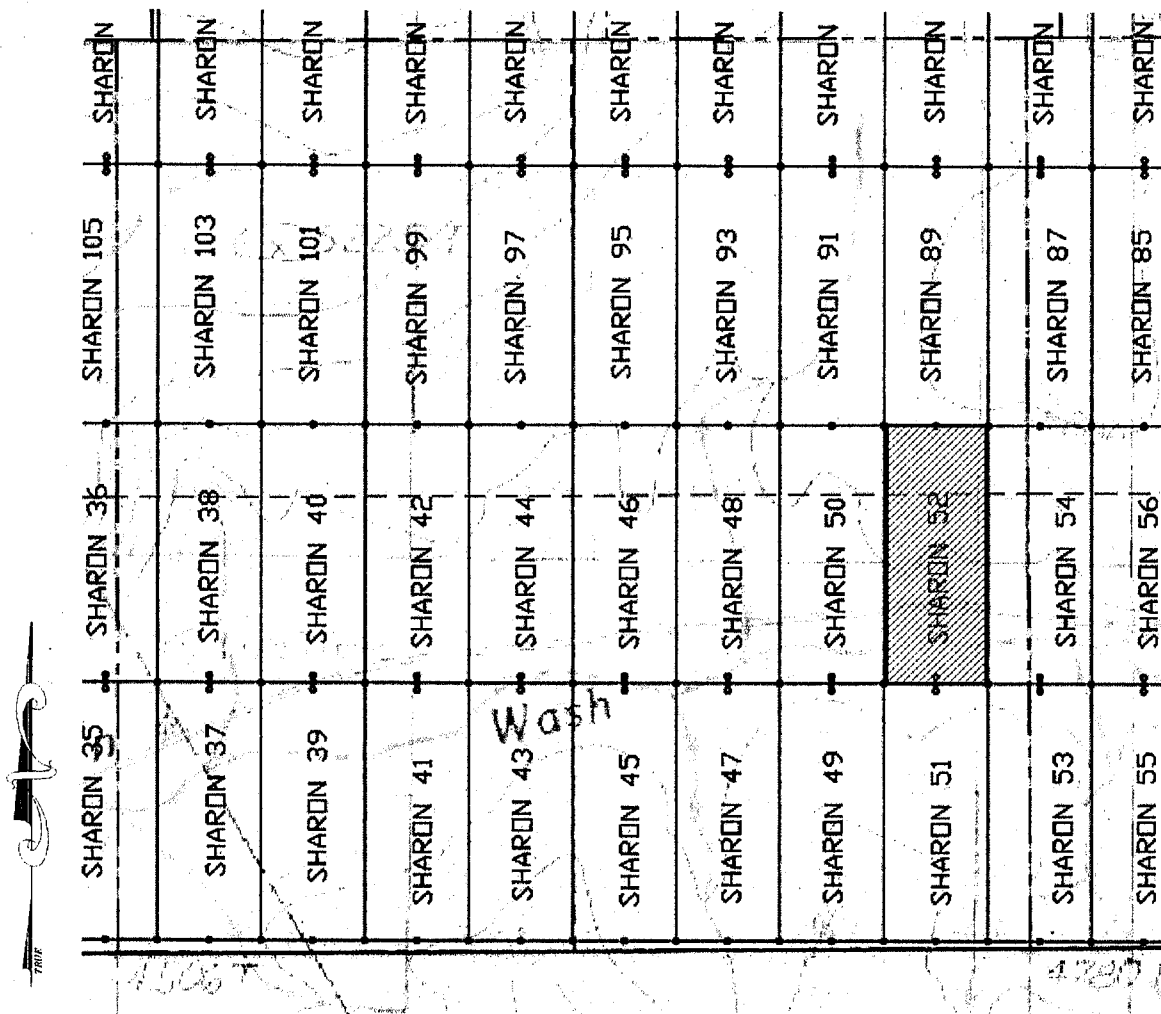 SHARON
SHARON
SHARON
SHARON
SHARON
SHARON
SHARON
SHARON
SHARON
SHARON
SHARON
SHARON 105
SHARON 103
SHARON 101
SHARON 99
SHARON 97
SHARON 95
SHARON 93
SHARON 91
SHARON 89
SHARON 87
SHARON 85
SHARON 36
SHARON 38
SHARON 40
SHARON 42
SHARON 44
SHARON 46
SHARON 48
SHARON 50
SHARON 52
SHARON 54
SHARON 56
Wash
SHARON 35
SHARON 37
SHARON 39
SHARON 41
SHARON 43
SHARON 45
SHARON 47
SHARON 49
SHARON 51
SHARON 53
SHARON 55
TRUE